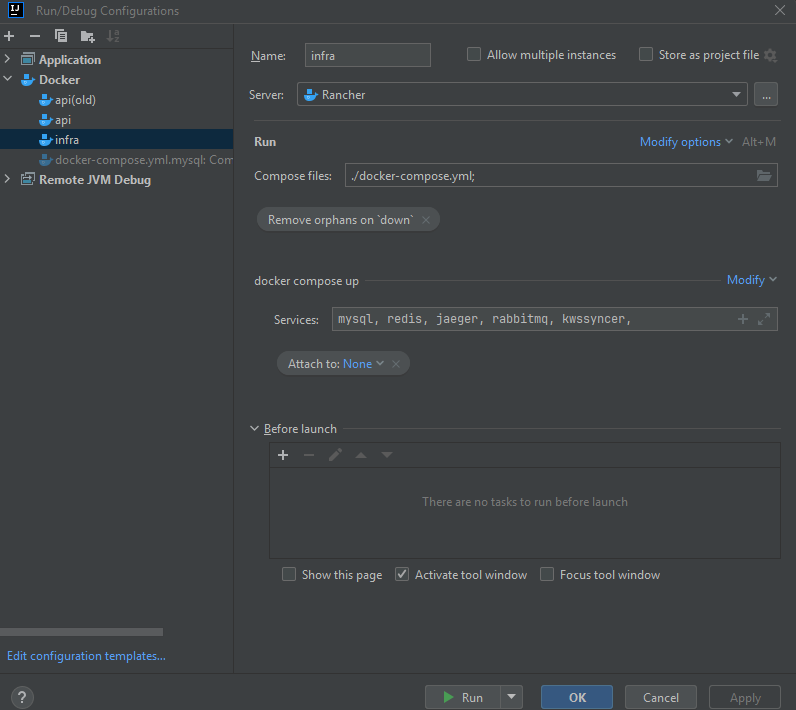 IJ Run/Debug Configurations
Application
Docker
api(old)
api
infra
docker-compose.yml.mysql: Com
Remote JVM Debug
Edit configuration templates...
Name: infra Allow multiple instances Store as project file
Server: Rancher ...
Run Modify options Alt+M
Compose files: ./docker-compose.yml;
Remove orphans on `down`
docker compose up Modify
Services: mysql, redis, jaeger, rabbitmq, kwssyncer,
Attach to: None
Before launch
There are no tasks to run before launch
Show this page Activate tool window Focus tool window
? Run OK Cancel Apply